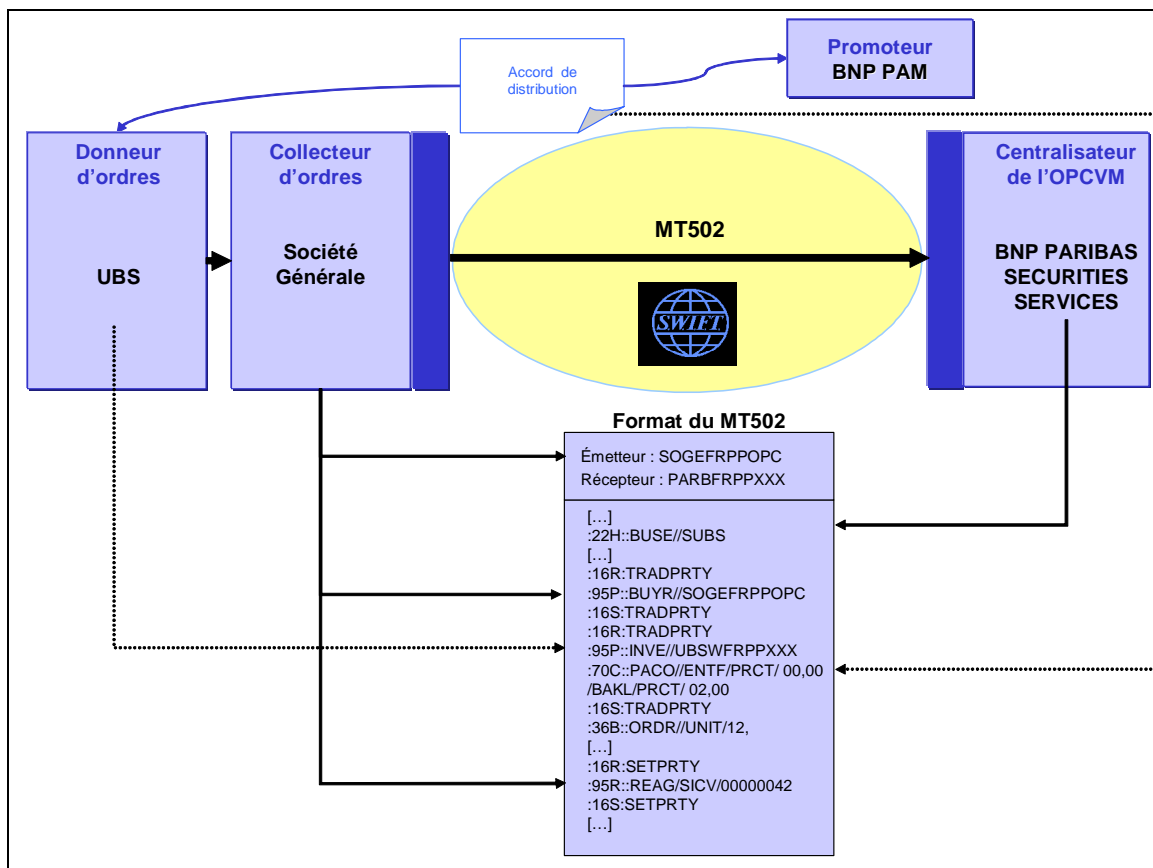 Promoteur
BNP PAM
Accord de
distribution
Donneur
d'ordres
UBS
Collecteur
d'ordres
Société
Générale
MT502
SWIFT
Centralisateur
de l'OPCVM
BNP PARIBAS
SECURITIES
SERVICES
Format du MT502
Émetteur : SOGEFRPPOPC
Récepteur : PARBFRPPXXX
[…]
:22H::BUSE//SUBS
[…]
:16R:TRADPRTY
:95P::BUYR//SOGEFRPPOPC
:16S:TRADPRTY
:16R:TRADPRTY
:95P::INVE//UBSWFRPPXXX
:70C::PACO//ENTF/PRCT/ 00,00
/BAKL/PRCT/ 02,00
:16S:TRADPRTY
:36B::ORDR//UNIT/12,
[…]
:16R:SETPRTY
:95R::REAG/SICV/00000042
:16S:SETPRTY
[…]